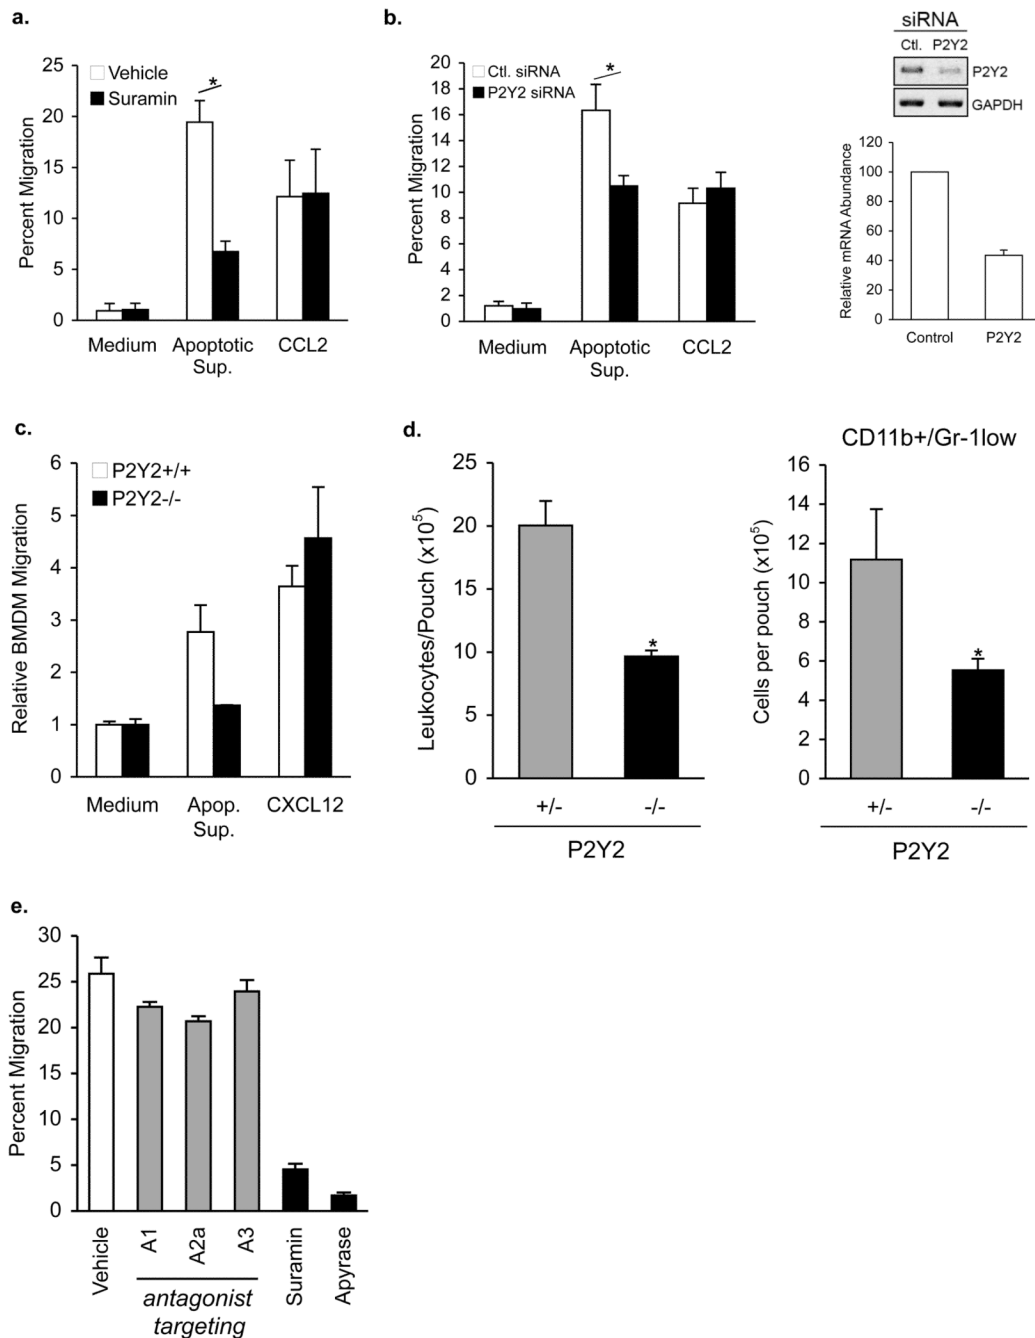 a.
25
20
15
10
5
0
Percent Migration
Vehicle
Suramin
*
Medium
Apoptotic
Sup.
CCL2
b.
18
16
14
12
10
8
6
4
2
0
Percent Migration
Ctl. siRNA
P2Y2 siRNA
*
Medium
Apoptotic
Sup.
CCL2
siRNA
Ctl. P2Y2
P2Y2
GAPDH
120
100
80
60
40
20
0
Relative mRNA Abundance
Control
P2Y2
c.
6
5
4
3
2
1
0
Relative BMDM Migration
P2Y2+/+
P2Y2-/-
Medium
Apop.
Sup.
CXCL12
d.
25
20
15
10
5
0
Leukocytes/Pouch (x10⁵)
*
+/- -/-
P2Y2
CD11b+/Gr-1low
16
14
12
10
8
6
4
2
0
Cells per pouch (x10⁵)
*
+/- -/-
P2Y2
e.
30
25
20
15
10
5
0
Percent Migration
Vehicle
A1
A2a
A3
Suramin
Apyrase
antagonist
targeting